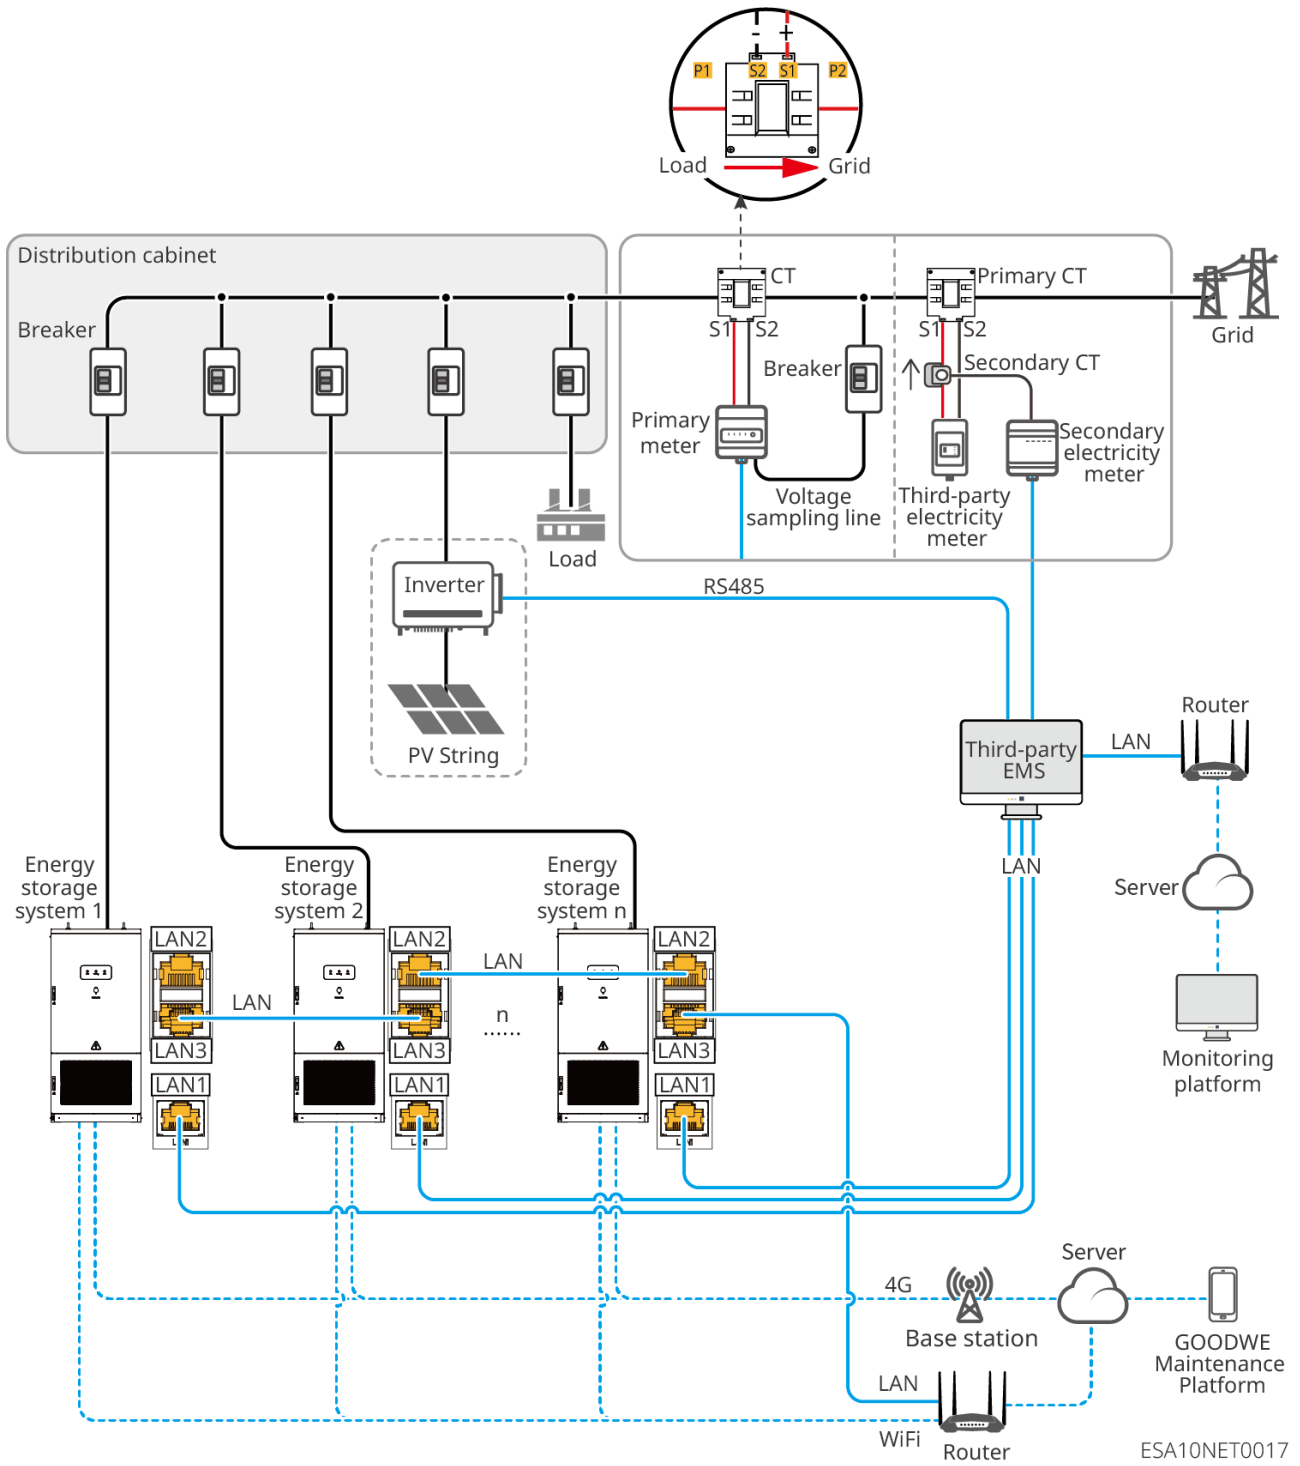 - +
P1 S2 S1 P2
Load Grid
Distribution cabinet
CT
Primary CT
Breaker
S1 S2
S1 S2
Grid
Breaker
Secondary CT
Primary
meter
Secondary
electricity
meter
Voltage
sampling line
Third-party
electricity
meter
Load
Inverter
RS485
PV String
Router
Third-party
EMS
LAN
LAN
Server
Energy
storage
system 1
Energy
storage
system 2
Energy
storage
system n
LAN2
LAN2
LAN2
LAN
LAN
n
......
LAN3
LAN3
LAN3
LAN1
LAN1
LAN1
LAN1
LAN1
LAN1
Monitoring
platform
Server
4G
Base station
GOODWE
Maintenance
Platform
LAN
WiFi
Router
ESA10NET0017